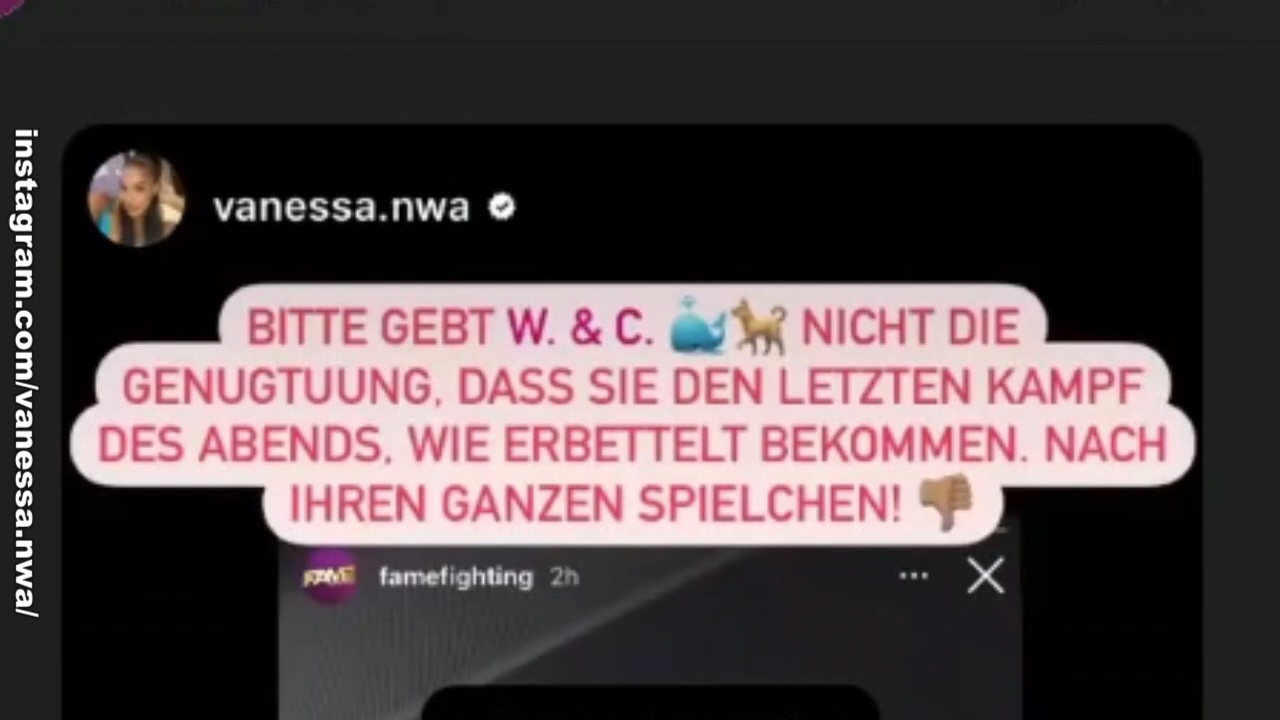 vanessa.nwa
BITTE GEBT W. & C. 🐳🐕 NICHT DIE
GENUGTUUNG, DASS SIE DEN LETZTEN KAMPF
DES ABENDS, WIE ERBETTELT BEKOMMEN. NACH
IHREN GANZEN SPIELCHEN! 👎🏽
FAME famefighting 2h
instagram.com/vanessa.nwa/